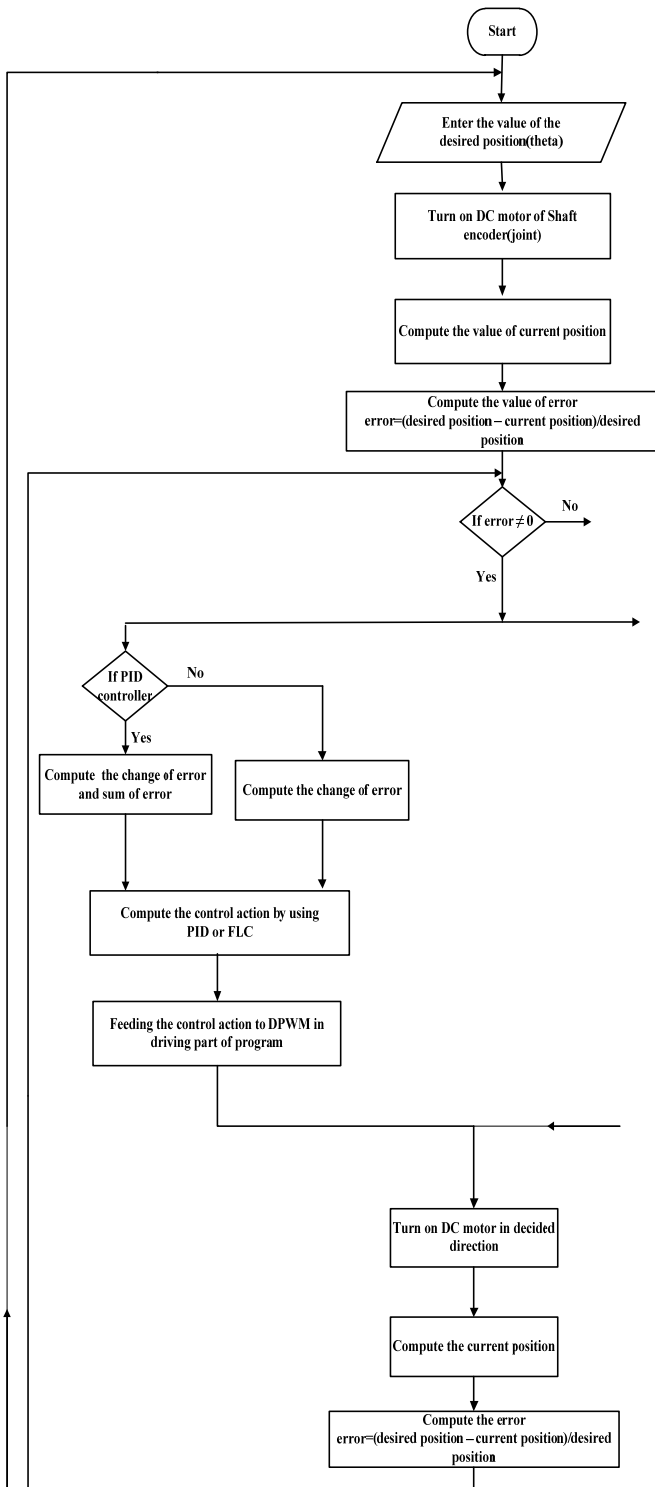 Start
Enter the value of the
desired position(theta)
Turn on DC motor of Shaft
encoder(joint)
Compute the value of current position
Compute the value of error
error=(desired position – current position)/desired
position
If error ≠ 0
No
Yes
If PID
controller
No
Yes
Compute the change of error
and sum of error
Compute the change of error
Compute the control action by using
PID or FLC
Feeding the control action to DPWM in
driving part of program
Turn on DC motor in decided
direction
Compute the current position
Compute the error
error=(desired position – current position)/desired
position